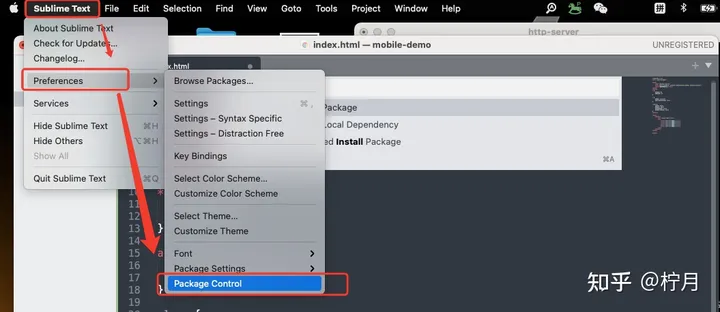 Sublime Text File Edit Selection Find View Goto Tools Project Window 拼
http-server
index.html — mobile-demo UNREGISTERED
About Sublime Text
Check for Updates...
Changelog...
Preferences
Services
Hide Sublime Text ⌘H
Hide Others ⌥⌘H
Show All
Quit Sublime Text ⌘Q
ex.html
Browse Packages...
Settings ⌘ ,
Settings – Syntax Specific
Settings – Distraction Free
Key Bindings
Select Color Scheme...
Customize Color Scheme
Select Theme...
Customize Theme
Font
Package Settings
Package Control
Package
Local Dependency
ed Install Package
⌘A
10
11
12
13 }
14
15 a
16
17
18 }
19
知乎 @柠月